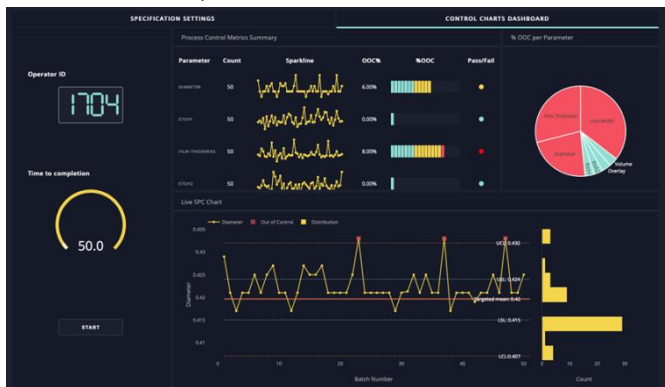 SPECIFICATION SETTINGS
CONTROL CHARTS DASHBOARD
Operator ID
1704
Time to completion
50.0
START
Process Control Metrics Summary
Parameter Count Sparkline OOC% %OOC Pass/Fail
DIAMETER 50 6.00%
ETCH1 50 0.00%
FILM-THICKNESS 50 8.00%
ETCH2 50 0.00%
% OOC per Parameter
Film-Thickness
Line-Width
Diameter
Volume
Overlay
Live SPC Chart
Diameter Out of Control Distribution
0.435
0.43
0.425
0.42
0.415
0.41
Diameter
UCL: 0.432
USL: 0.424
Targeted mean: 0.42
LSL: 0.415
LCL: 0.407
0 10 20 30 40 50
Batch Number
0 10 20 30
Count